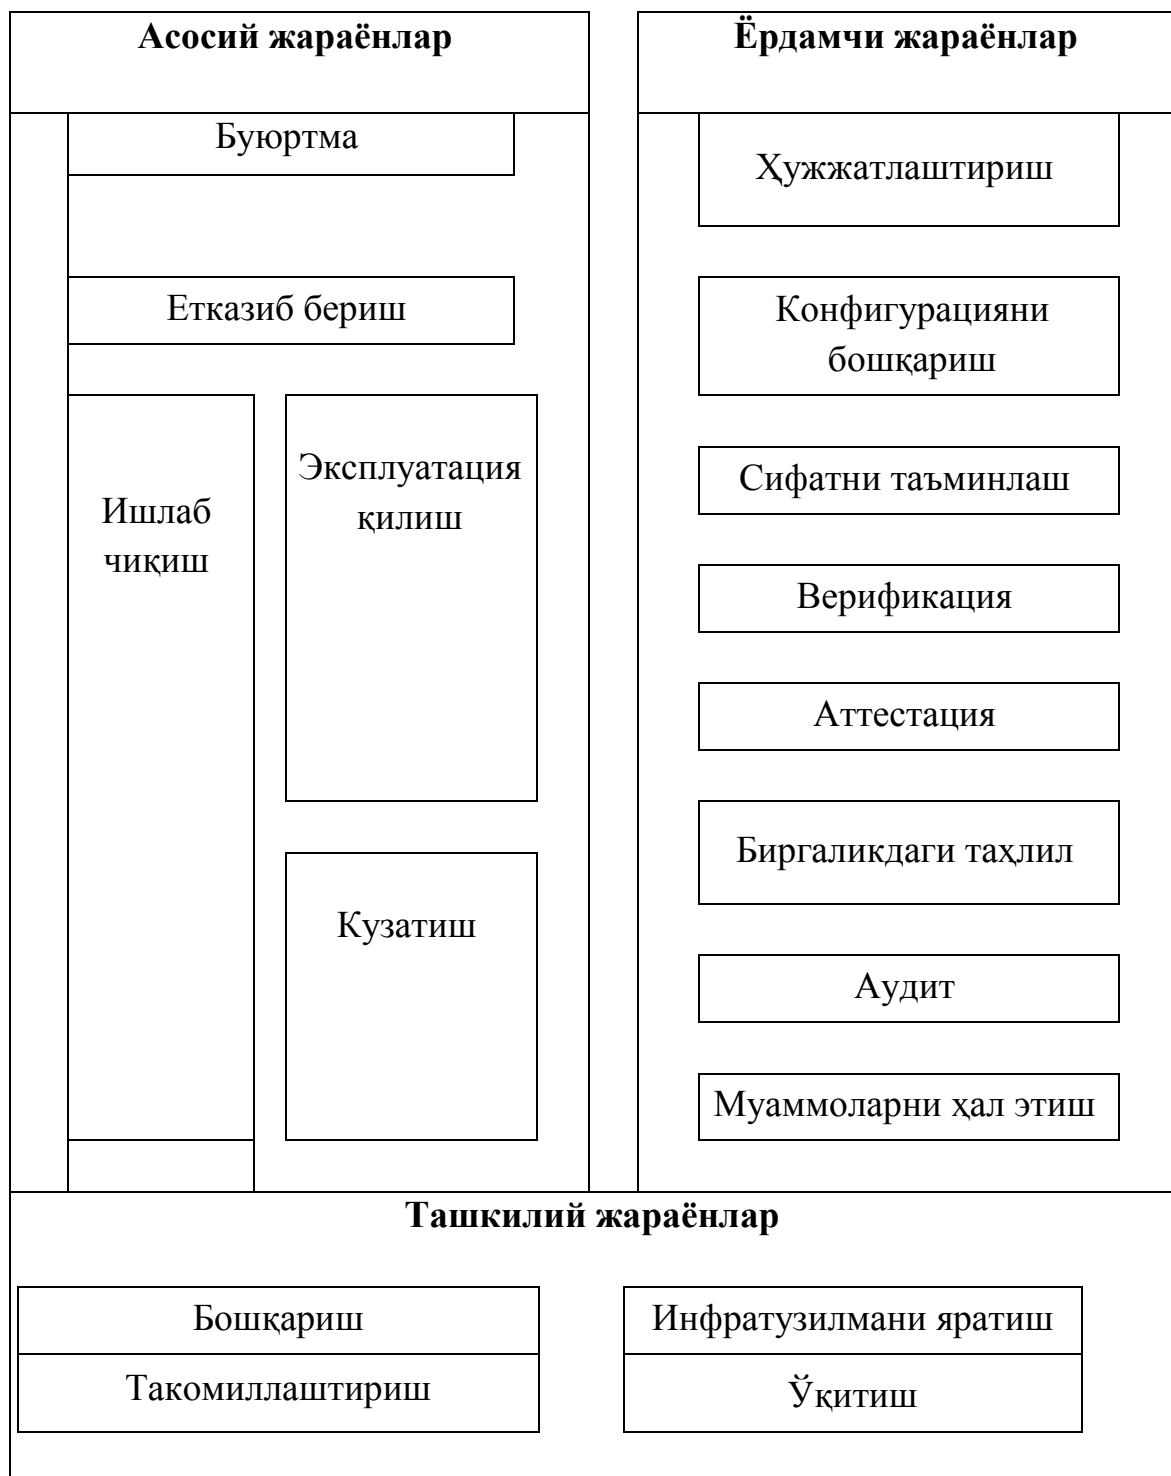 Асосий жараёнлар
Буюртма
Етказиб бериш
Ишлаб
чиқиш
Эксплуатация
қилиш
Кузатиш
Ёрдамчи жараёнлар
Ҳужжатлаштириш
Конфигурацияни
бошқариш
Сифатни таъминлаш
Верификация
Аттестация
Биргаликдаги таҳлил
Аудит
Муаммоларни ҳал этиш
Ташкилий жараёнлар
Бошқариш
Инфратузилмани яратиш
Такомиллаштириш
Ўқитиш